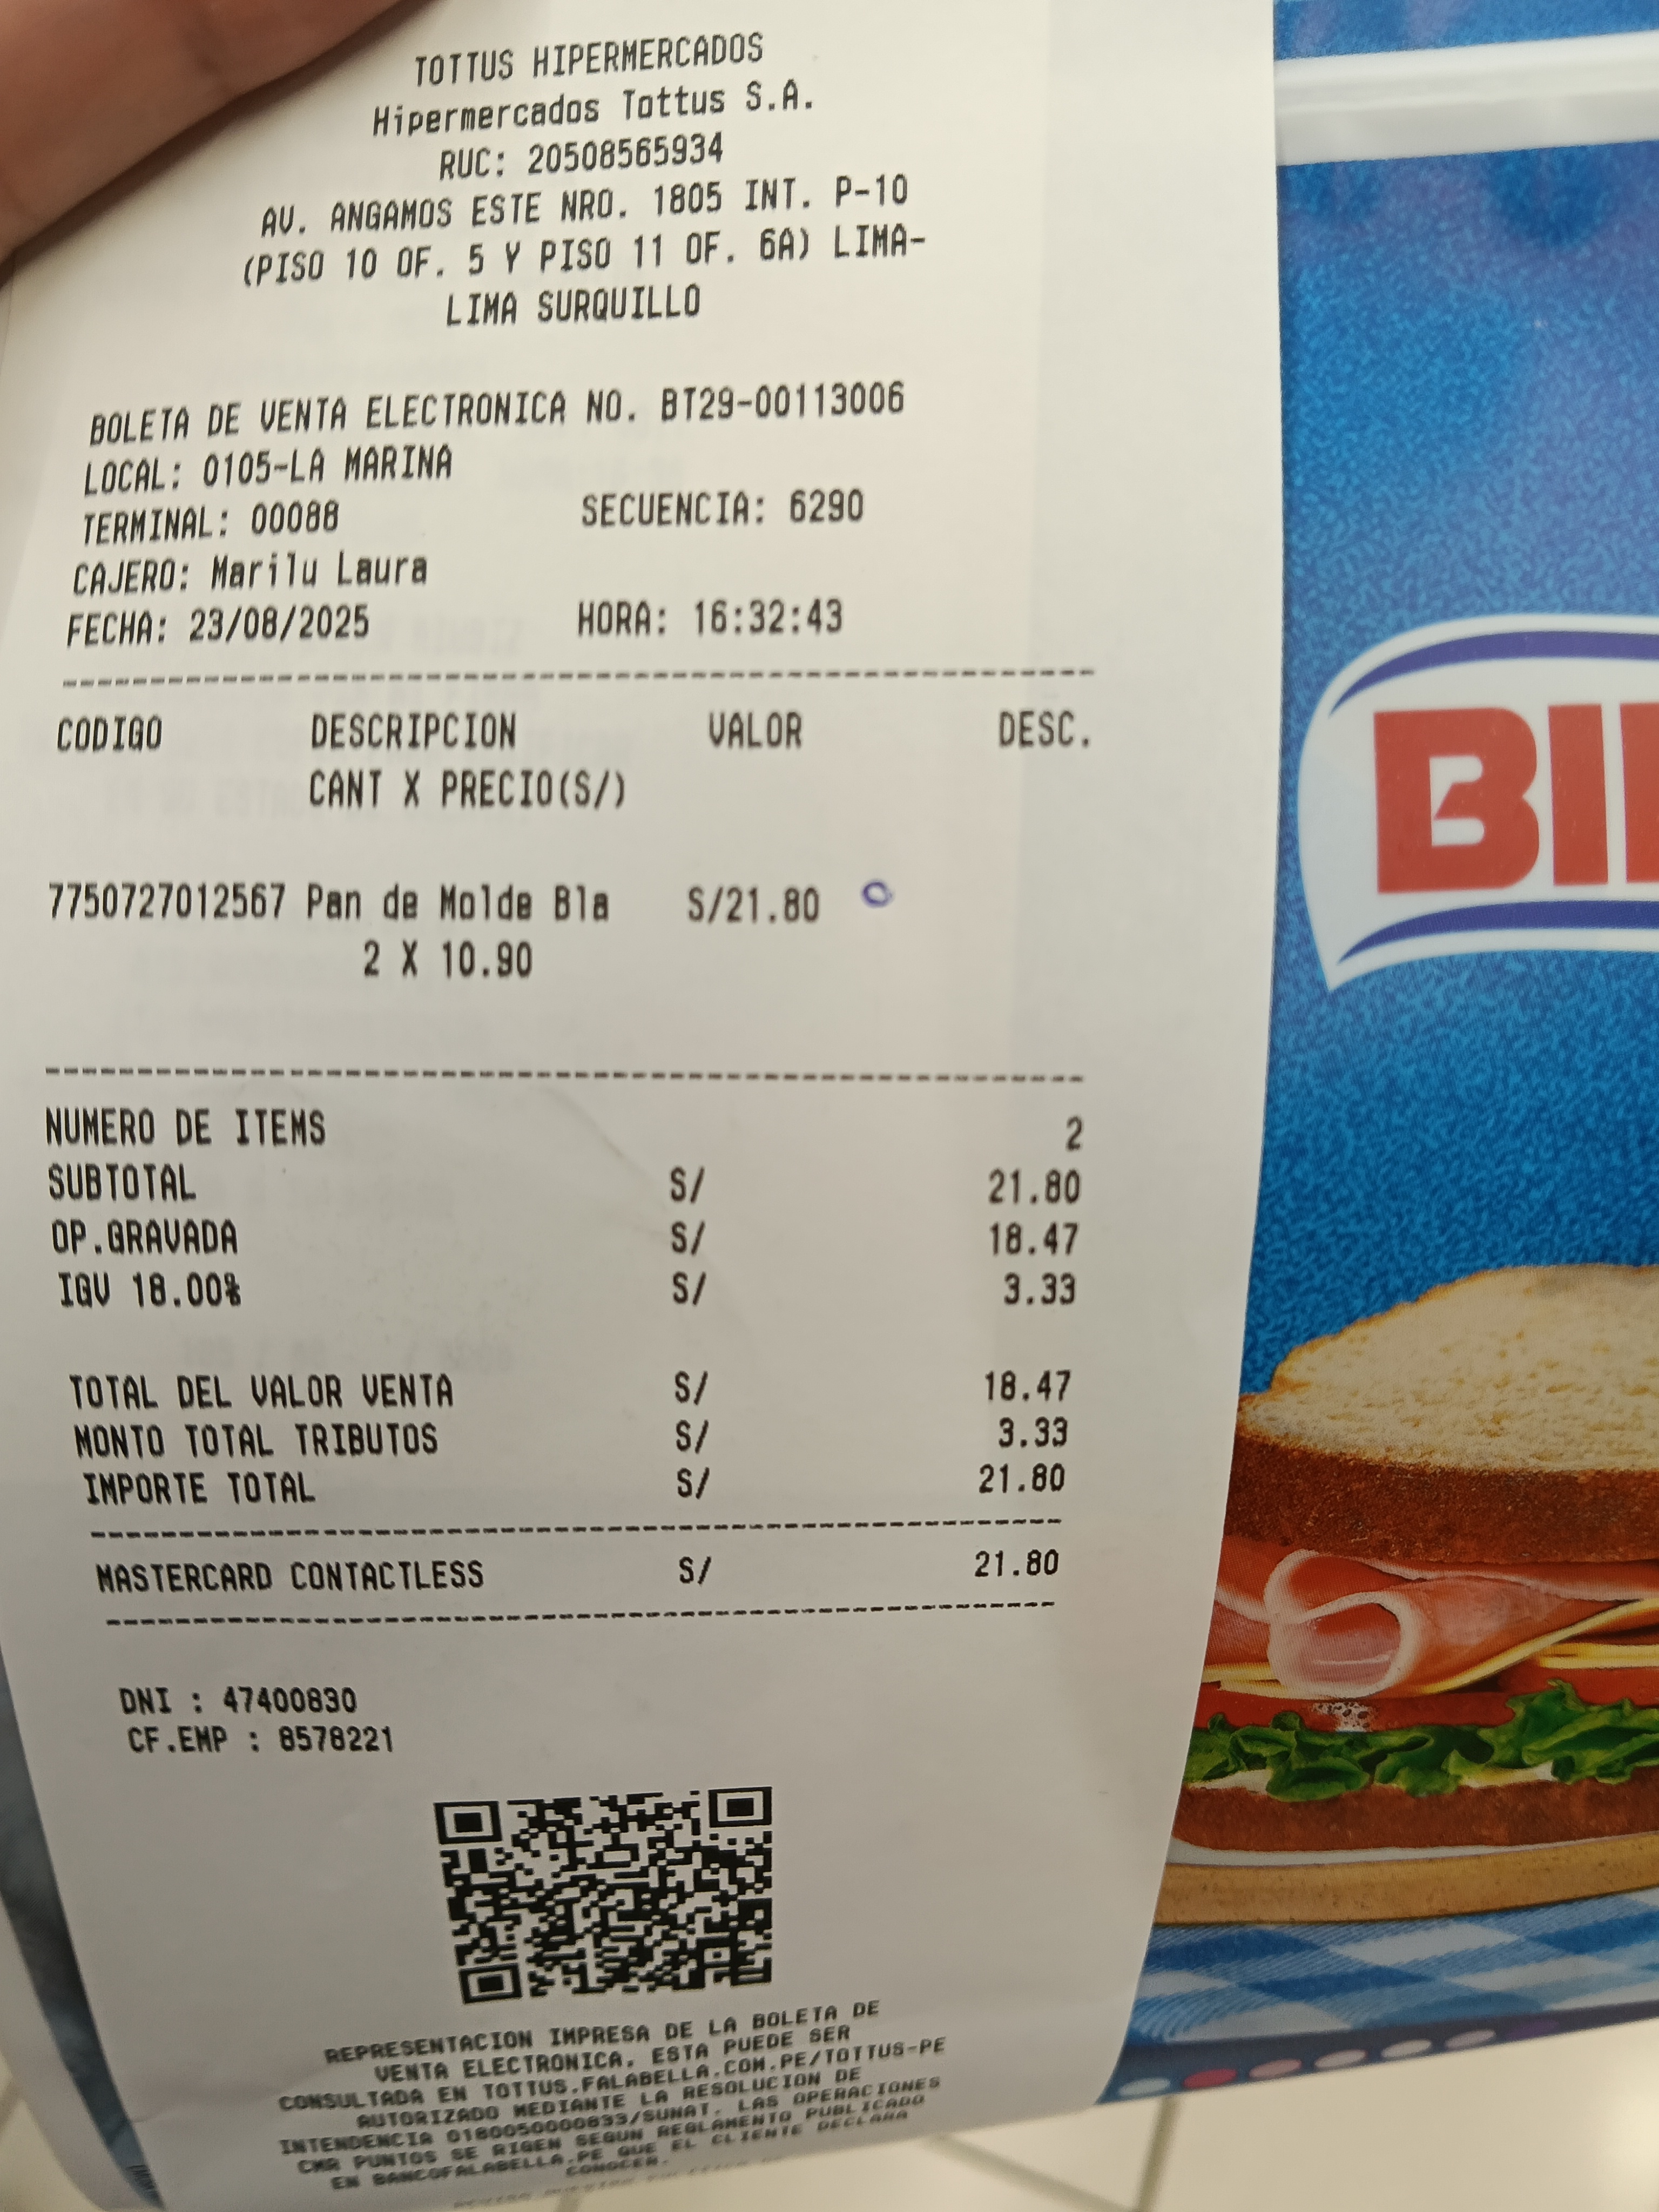 TOTTUS HIPERMERCADOS
Hipermercados Tottus S.A.
RUC: 20508565934
AV. ANGAMOS ESTE NRO. 1805 INT. P-10
(PISO 10 OF. 5 Y PISO 11 OF. 6A) LIMA-
LIMA SURQUILLO
BOLETA DE VENTA ELECTRONICA NO. BT29-00113006
LOCAL: 0105-LA MARINA
TERMINAL: 00088 SECUENCIA: 6290
CAJERO: Marilu Laura
FECHA: 23/08/2025 HORA: 16:32:43
CODIGO DESCRIPCION VALOR DESC.
CANT X PRECIO(S/)
7750727012567 Pan de Molde Bla S/21.80
2 X 10.90
NUMERO DE ITEMS 2
SUBTOTAL S/ 21.80
OP.GRAVADA S/ 18.47
IGV 18.00% S/ 3.33
TOTAL DEL VALOR VENTA S/ 18.47
MONTO TOTAL TRIBUTOS S/ 3.33
IMPORTE TOTAL S/ 21.80
MASTERCARD CONTACTLESS S/ 21.80
DNI : 47400830
CF.EMP : 8578221
REPRESENTACION IMPRESA DE LA BOLETA DE
VENTA ELECTRONICA. ESTA PUEDE SER
CONSULTADA EN TOTTUS.FALABELLA.COM.PE/TOTTUS-PE
AUTORIZADO MEDIANTE LA RESOLUCION DE
INTENDENCIA 0180050000833/SUNAT. LAS OPERACIONES
CMR PUNTOS SE RIGEN SEGUN REGLAMENTO PUBLICADO
EN BANCOFALABELLA.PE QUE EL CLIENTE DECLARA
CONOCER.
BI